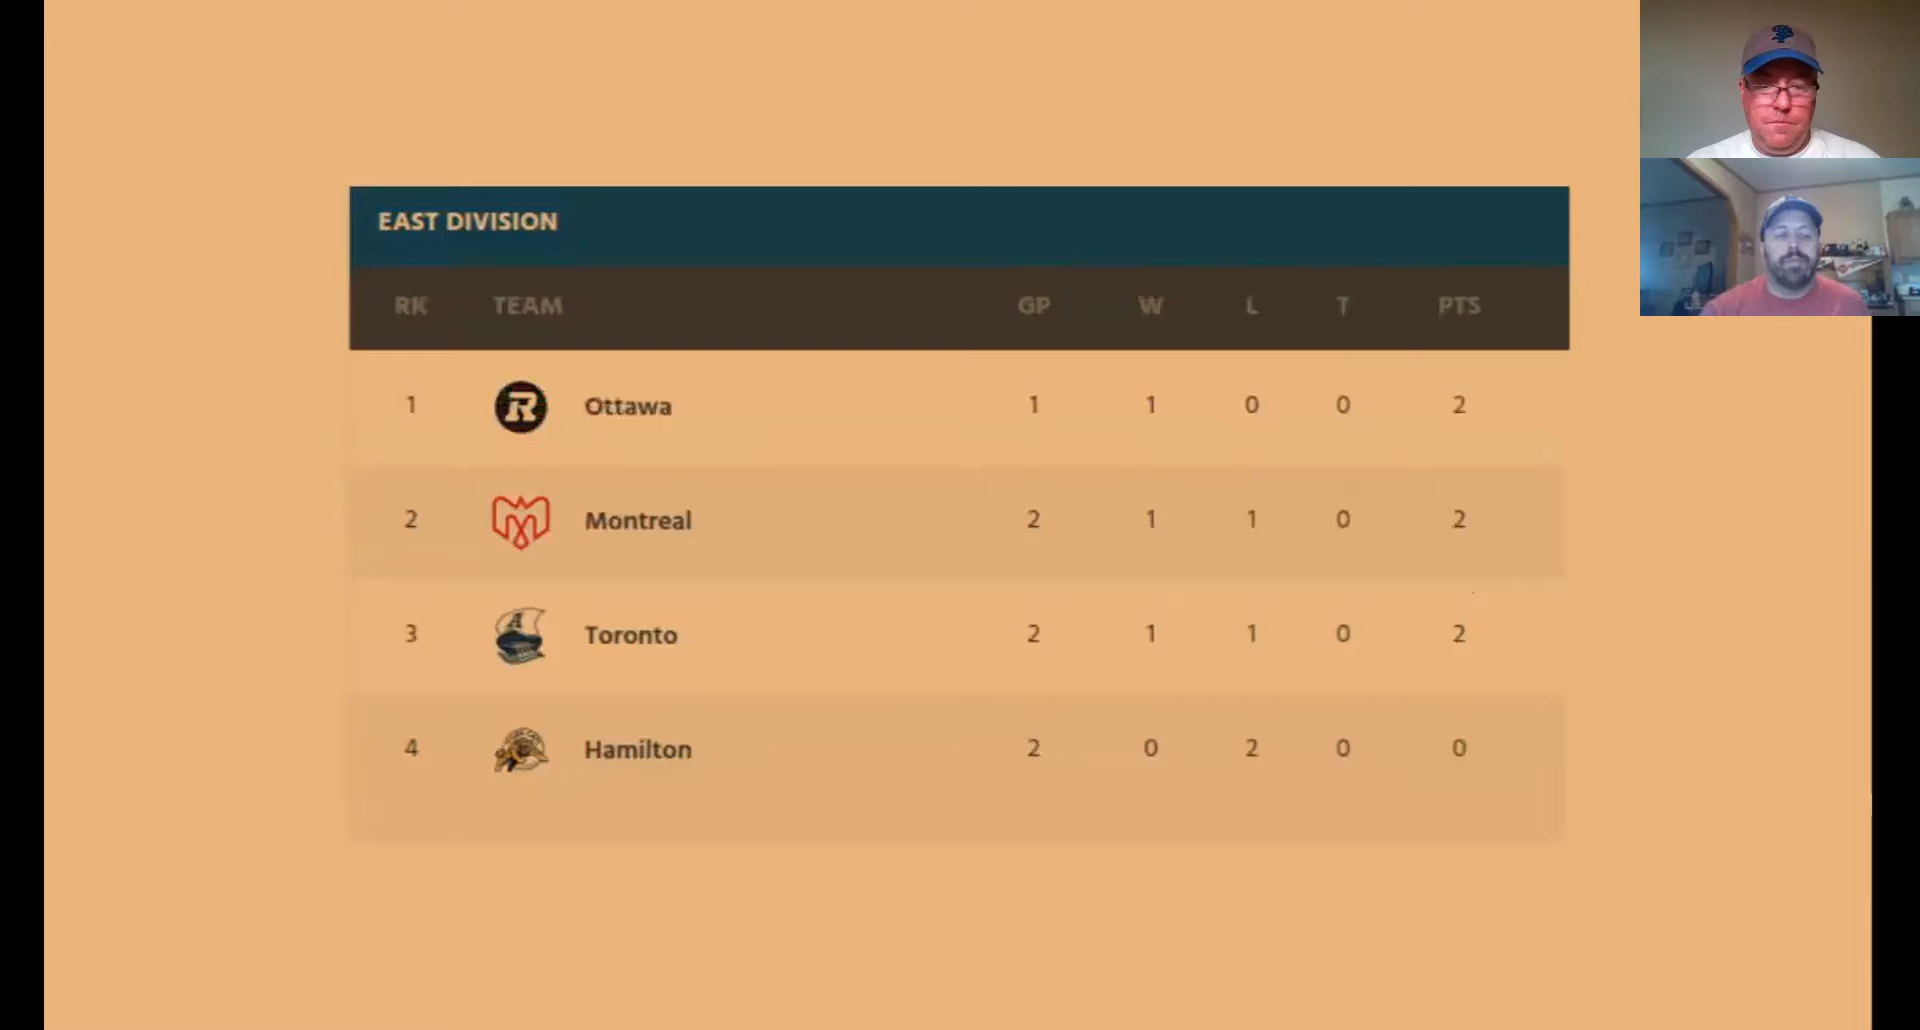 EAST DIVISION
RK TEAM GP W L T PTS
1 R Ottawa 1 1 0 0 2
2 Montreal 2 1 1 0 2
3 A Toronto 2 1 1 0 2
4 Hamilton 2 0 2 0 0